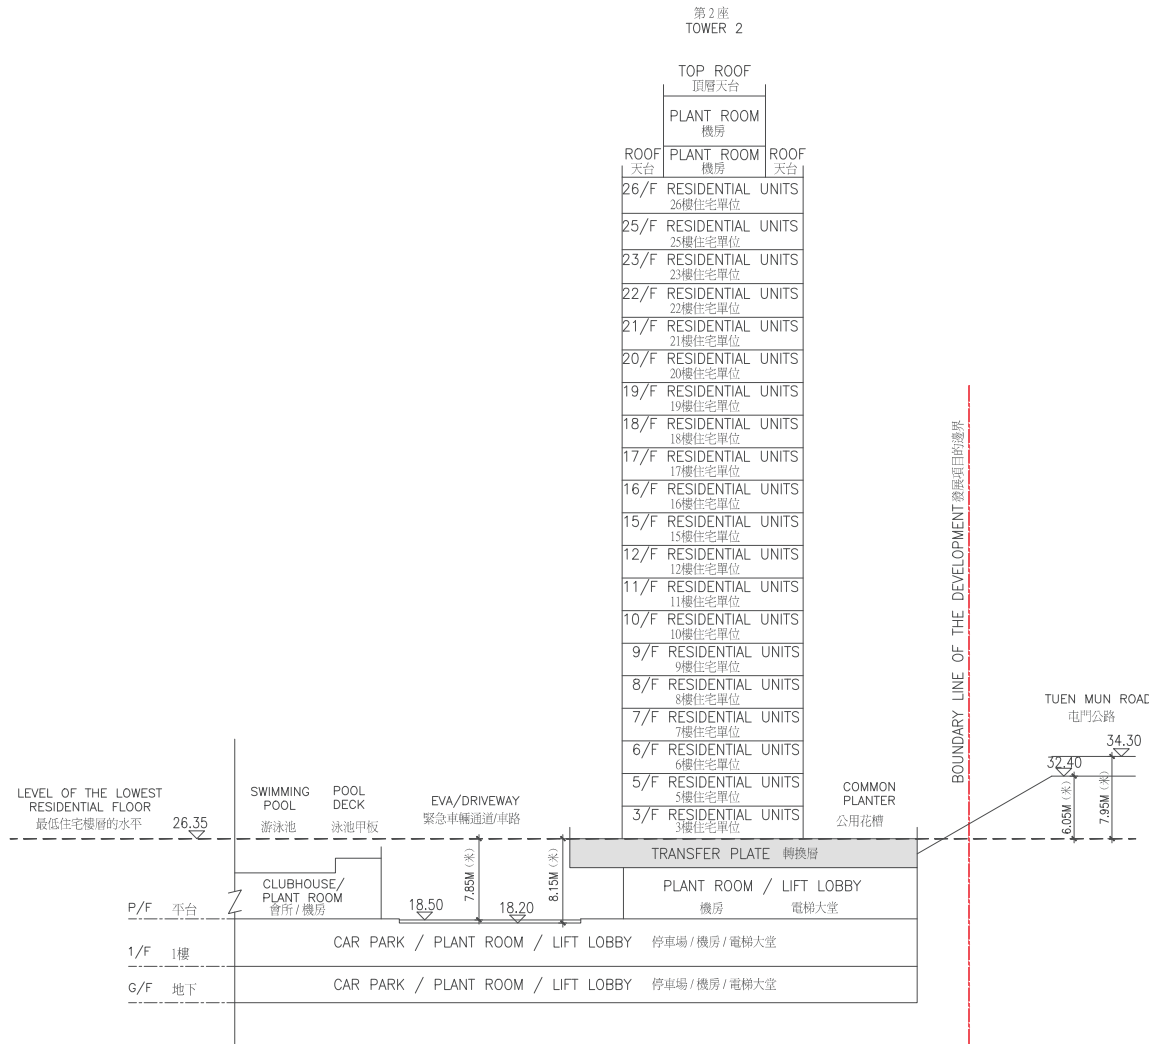 第 2 座
TOWER 2
TOP ROOF
頂層天台
PLANT ROOM
機房
ROOF
天台
PLANT ROOM
機房
ROOF
天台
26/F RESIDENTIAL UNITS
26樓住宅單位
25/F RESIDENTIAL UNITS
25樓住宅單位
23/F RESIDENTIAL UNITS
23樓住宅單位
22/F RESIDENTIAL UNITS
22樓住宅單位
21/F RESIDENTIAL UNITS
21樓住宅單位
20/F RESIDENTIAL UNITS
20樓住宅單位
19/F RESIDENTIAL UNITS
19樓住宅單位
18/F RESIDENTIAL UNITS
18樓住宅單位
17/F RESIDENTIAL UNITS
17樓住宅單位
16/F RESIDENTIAL UNITS
16樓住宅單位
15/F RESIDENTIAL UNITS
15樓住宅單位
12/F RESIDENTIAL UNITS
12樓住宅單位
11/F RESIDENTIAL UNITS
11樓住宅單位
10/F RESIDENTIAL UNITS
10樓住宅單位
9/F RESIDENTIAL UNITS
9樓住宅單位
8/F RESIDENTIAL UNITS
8樓住宅單位
7/F RESIDENTIAL UNITS
7樓住宅單位
6/F RESIDENTIAL UNITS
6樓住宅單位
5/F RESIDENTIAL UNITS
5樓住宅單位
3/F RESIDENTIAL UNITS
3樓住宅單位
BOUNDARY LINE OF THE DEVELOPMENT 發展項目的邊界
TUEN MUN ROAD
屯門公路
34.30
32.40
6.05M (米)
7.95M (米)
LEVEL OF THE LOWEST
RESIDENTIAL FLOOR
最低住宅樓層的水平
26.35
SWIMMING
POOL
游泳池
POOL
DECK
泳池甲板
EVA/DRIVEWAY
緊急車輛通道/車路
COMMON
PLANTER
公用花槽
7.85M (米)
8.15M (米)
TRANSFER PLATE 轉換層
CLUBHOUSE/
PLANT ROOM
會所 / 機房
PLANT ROOM / LIFT LOBBY
機房 電梯大堂
18.50
18.20
P/F 平台
1/F 1樓
CAR PARK / PLANT ROOM / LIFT LOBBY 停車場 / 機房 / 電梯大堂
G/F 地下
CAR PARK / PLANT ROOM / LIFT LOBBY 停車場 / 機房 / 電梯大堂